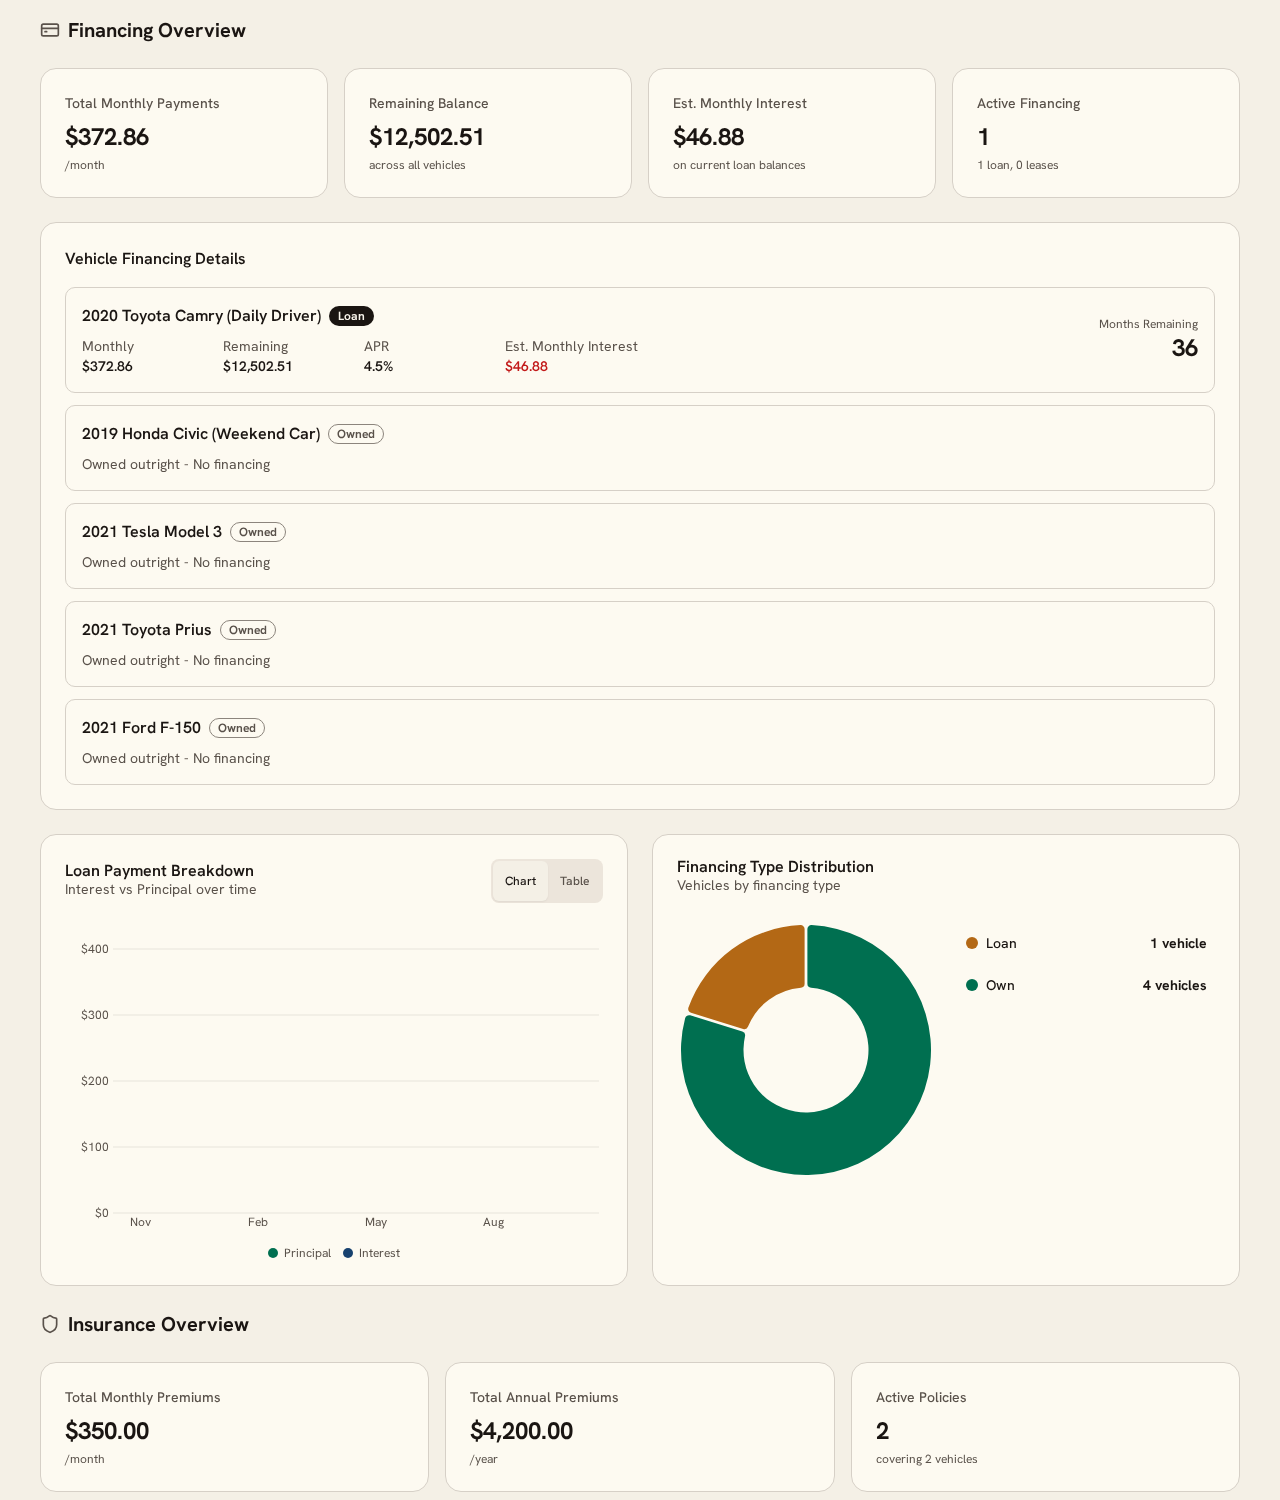 Financing Overview
Total Monthly Payments
$372.86
/month
Remaining Balance
$12,502.51
across all vehicles
Est. Monthly Interest
$46.88
on current loan balances
Active Financing
1
1 loan, 0 leases
Vehicle Financing Details
2020 Toyota Camry (Daily Driver) Loan
Monthly Remaining APR Est. Monthly Interest
$372.86 $12,502.51 4.5% $46.88
Months Remaining
36
2019 Honda Civic (Weekend Car) Owned
Owned outright - No financing
2021 Tesla Model 3 Owned
Owned outright - No financing
2021 Toyota Prius Owned
Owned outright - No financing
2021 Ford F-150 Owned
Owned outright - No financing
Loan Payment Breakdown
Interest vs Principal over time
Chart Table
$400
$300
$200
$100
$0
Nov Feb May Aug
Principal Interest
Financing Type Distribution
Vehicles by financing type
Loan 1 vehicle
Own 4 vehicles
Insurance Overview
Total Monthly Premiums
$350.00
/month
Total Annual Premiums
$4,200.00
/year
Active Policies
2
covering 2 vehicles